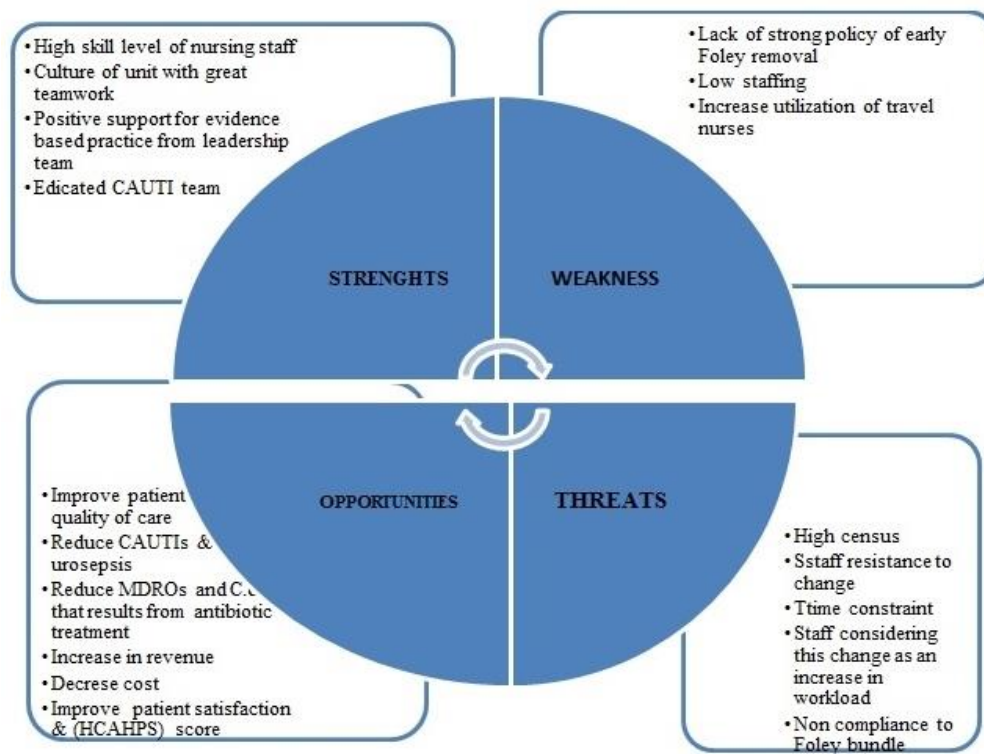 •High skill level of nursing staff
•Culture of unit with great
teamwork
•Positive support for evidence
based practice from leadership
team
•Edicated CAUTI team
•Lack of strong policy of early
Foley removal
•Low staffing
•Increase utilization of travel
nurses
STRENGHTS
WEAKNESS
OPPORTUNITIES
THREATS
•Improve patient
quality of care
•Reduce CAUTIs &
urosepsis
•Reduce MDROs and
that results from antibiotic
treatment
•Increase in revenue
•Decrese cost
•Improve patient satisfaction
& (HCAHPS) score
•High census
•Sstaff resistance to
change
•Ttime constraint
•Staff considering
this change as an
increase in
workload
•Non compliance to
Foley bundle